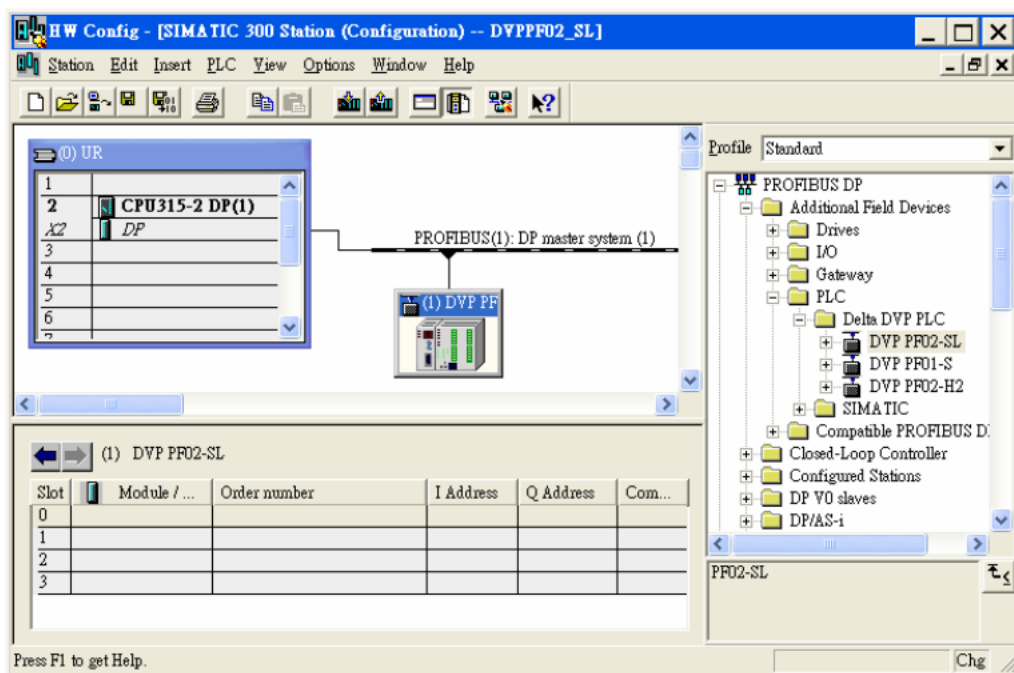 HW Config - [SIMATIC 300 Station (Configuration) -- DVPPF02_SL]
Station Edit Insert PLC View Options Window Help
(0) UR
1
2 CPU315-2 DP(1)
X2 DP
3
4
5
6
7
PROFIBUS(1): DP master system (1)
(1) DVP PF
Profile Standard
PROFIBUS DP
Additional Field Devices
Drives
I/O
Gateway
PLC
Delta DVP PLC
DVP PF02-SL
DVP PF01-S
DVP PF02-H2
SIMATIC
Compatible PROFIBUS D
Closed-Loop Controller
Configured Stations
DP V0 slaves
DP/AS-i
(1) DVP PF02-SL
Slot Module / ... Order number I Address Q Address Com...
0
1
2
3
PF02-SL
Press F1 to get Help.
Chg